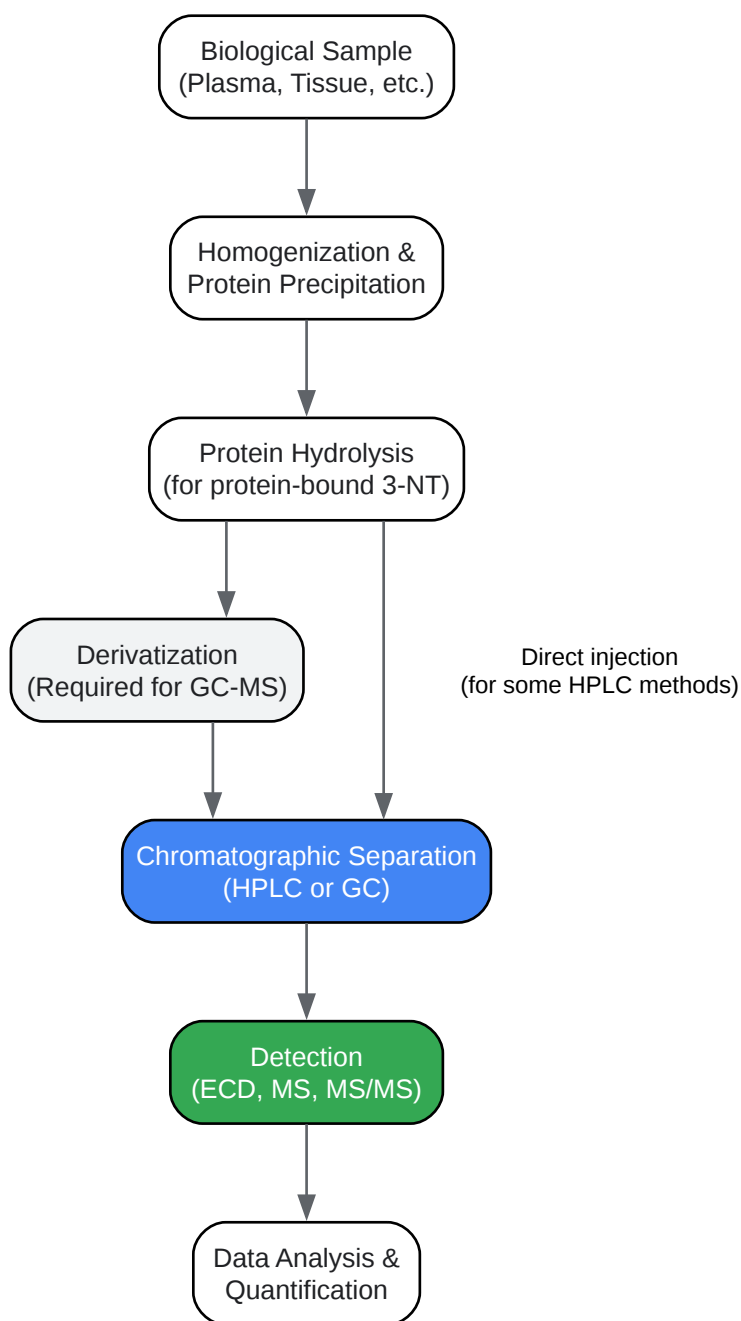 Biological Sample
(Plasma, Tissue, etc.)
Homogenization &
Protein Precipitation
Protein Hydrolysis
(for protein-bound 3-NT)
Derivatization
(Required for GC-MS)
Direct injection
(for some HPLC methods)
Chromatographic Separation
(HPLC or GC)
Detection
(ECD, MS, MS/MS)
Data Analysis &
Quantification